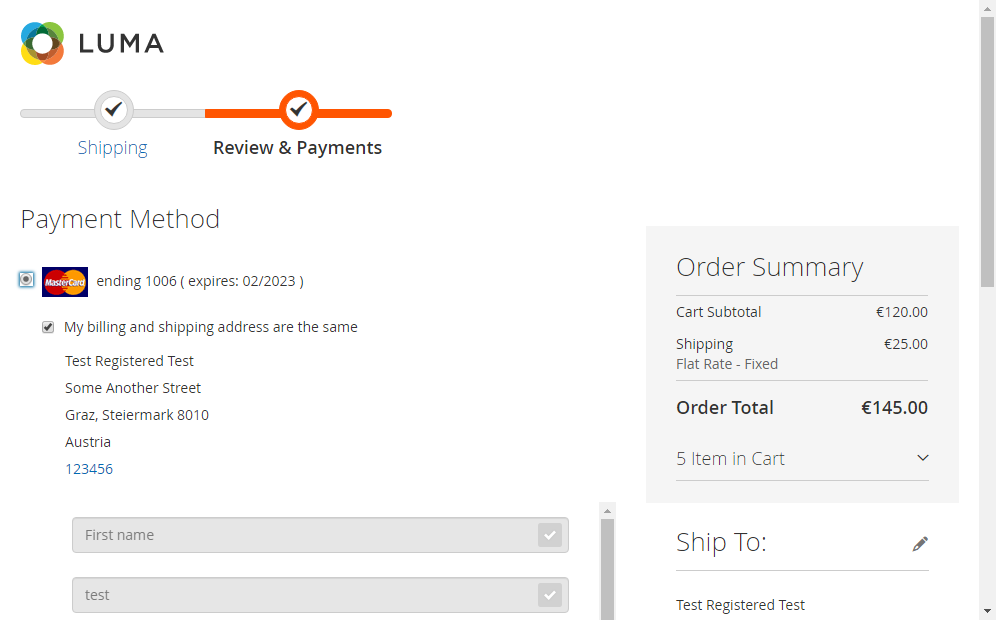 LUMA
Shipping
Review & Payments
Payment Method
MasterCard
ending 1006 ( expires: 02/2023 )
My billing and shipping address are the same
Test Registered Test
Some Another Street
Graz, Steiermark 8010
Austria
123456
First name
test
Order Summary
Cart Subtotal €120.00
Shipping €25.00
Flat Rate - Fixed
Order Total €145.00
5 Item in Cart
Ship To:
Test Registered Test